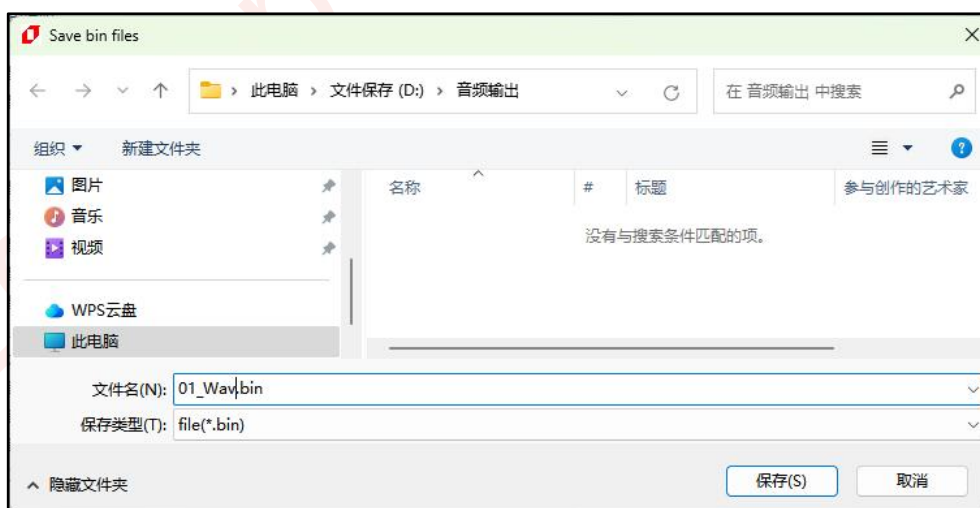 Save bin files
此电脑 › 文件保存 (D:) › 音频输出
在 音频输出 中搜索
组织
新建文件夹
图片
名称
#
标题
参与创作的艺术家
音乐
视频
没有与搜索条件匹配的项。
WPS云盘
此电脑
文件名(N): 01_Wav.bin
保存类型(T): file(*.bin)
隐藏文件夹
保存(S)
取消